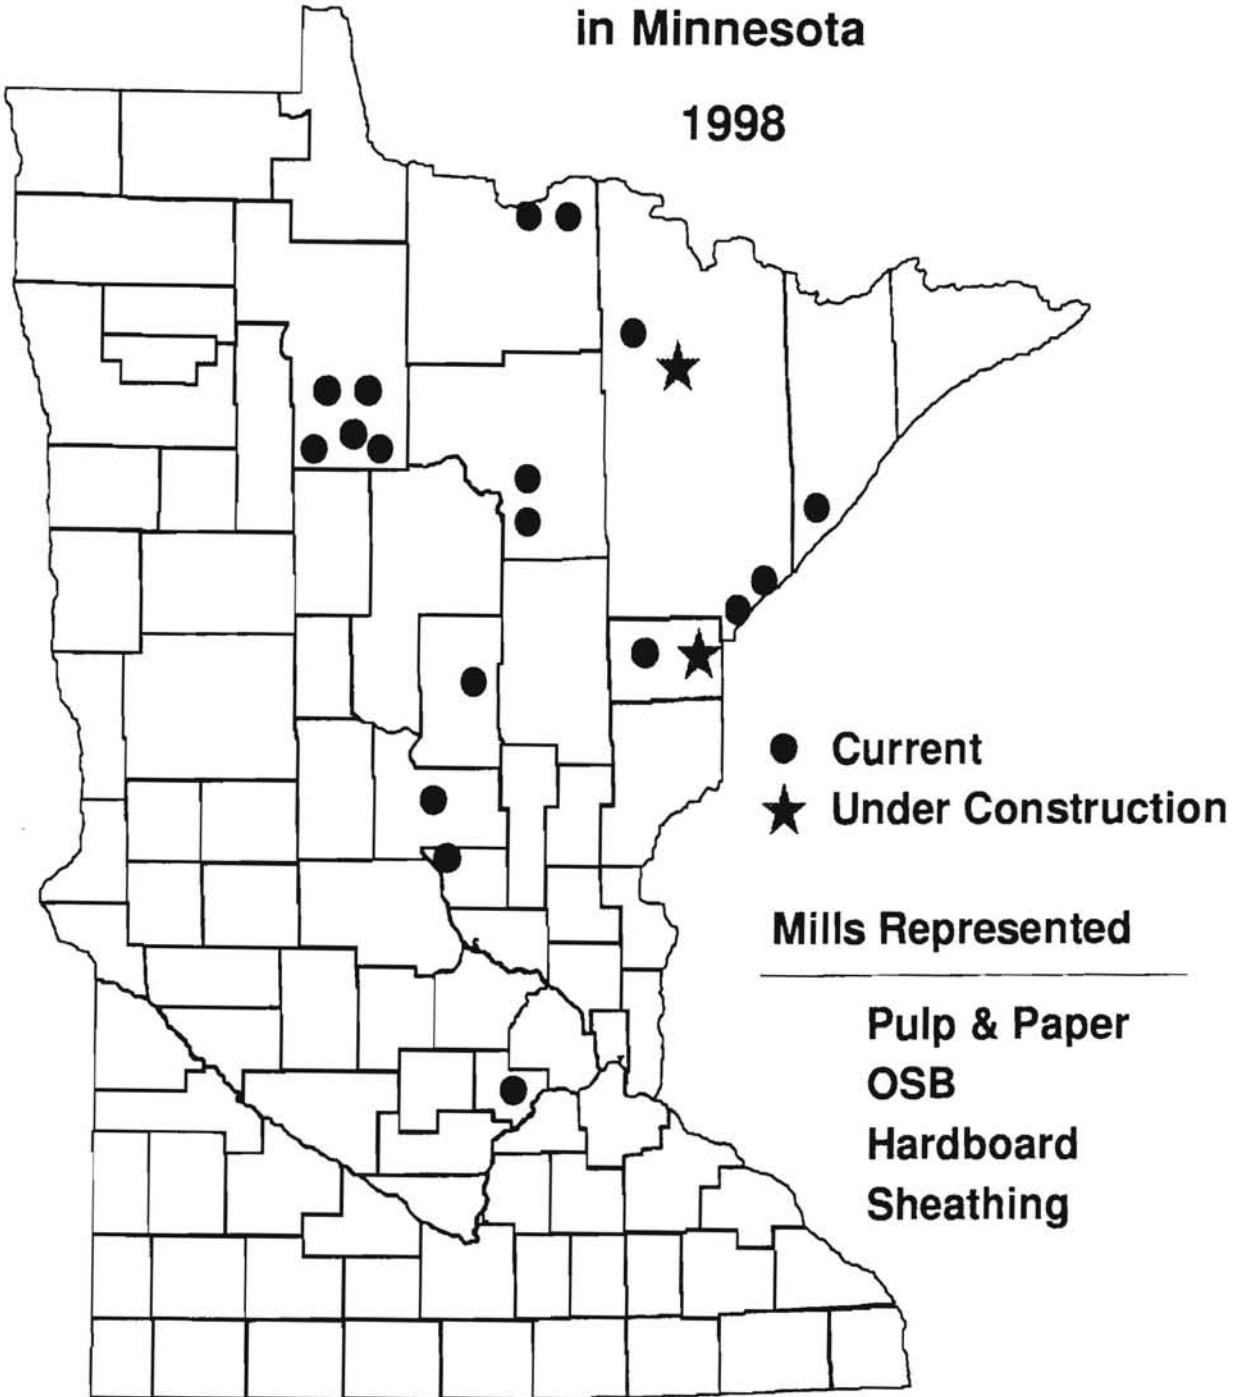 in Minnesota
1998
Current
Under Construction
Mills Represented
Pulp & Paper
OSB
Hardboard
Sheathing